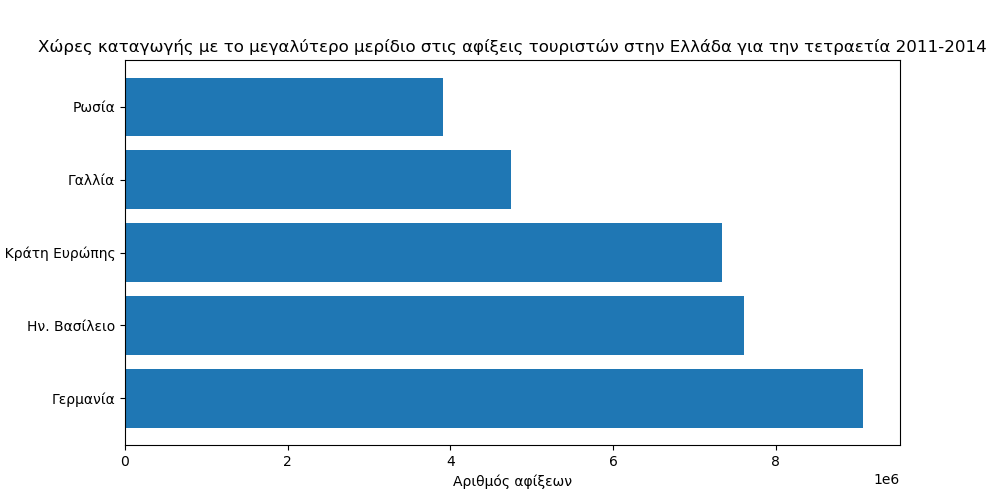 Χώρες καταγωγής με το μεγαλύτερο μερίδιο στις αφίξεις τουριστών στην Ελλάδα για την τετραετία 2011-2014
Ρωσία
Γαλλία
Κράτη Ευρώπης
Ην. Βασίλειο
Γερμανία
0 2 4 6 8
1e6
Αριθμός αφίξεων